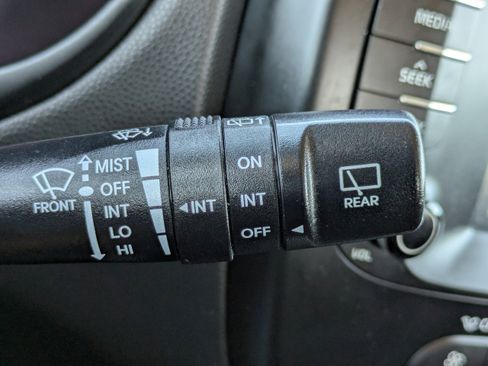 MEDIA
SEEK
MIST
OFF
INT
LO
HI
FRONT
INT
ON
INT
OFF
REAR
VOL